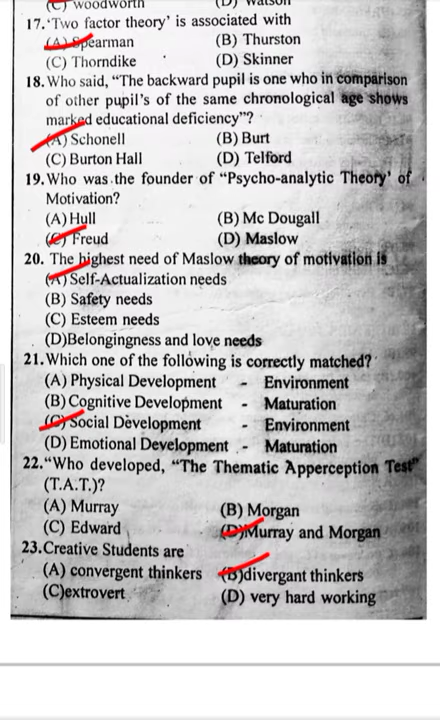 (C) woodworth (D) Watson
17. 'Two factor theory' is associated with
(A) Spearman (B) Thurston
(C) Thorndike (D) Skinner
18. Who said, "The backward pupil is one who in comparison
of other pupil's of the same chronological age shows
marked educational deficiency"?
(A) Schonell (B) Burt
(C) Burton Hall (D) Telford
19. Who was the founder of "Psycho-analytic Theory' of
Motivation?
(A) Hull (B) Mc Dougall
(C) Freud (D) Maslow
20. The highest need of Maslow theory of motivation is
(A) Self-Actualization needs
(B) Safety needs
(C) Esteem needs
(D)Belongingness and love needs
21. Which one of the following is correctly matched?
(A) Physical Development - Environment
(B) Cognitive Development - Maturation
(C) Social Development - Environment
(D) Emotional Development - Maturation
22. "Who developed, "The Thematic Apperception Test"
(T.A.T.)?
(A) Murray (B) Morgan
(C) Edward (D)Murray and Morgan
23. Creative Students are
(A) convergent thinkers (B)divergant thinkers
(C)extrovert (D) very hard working